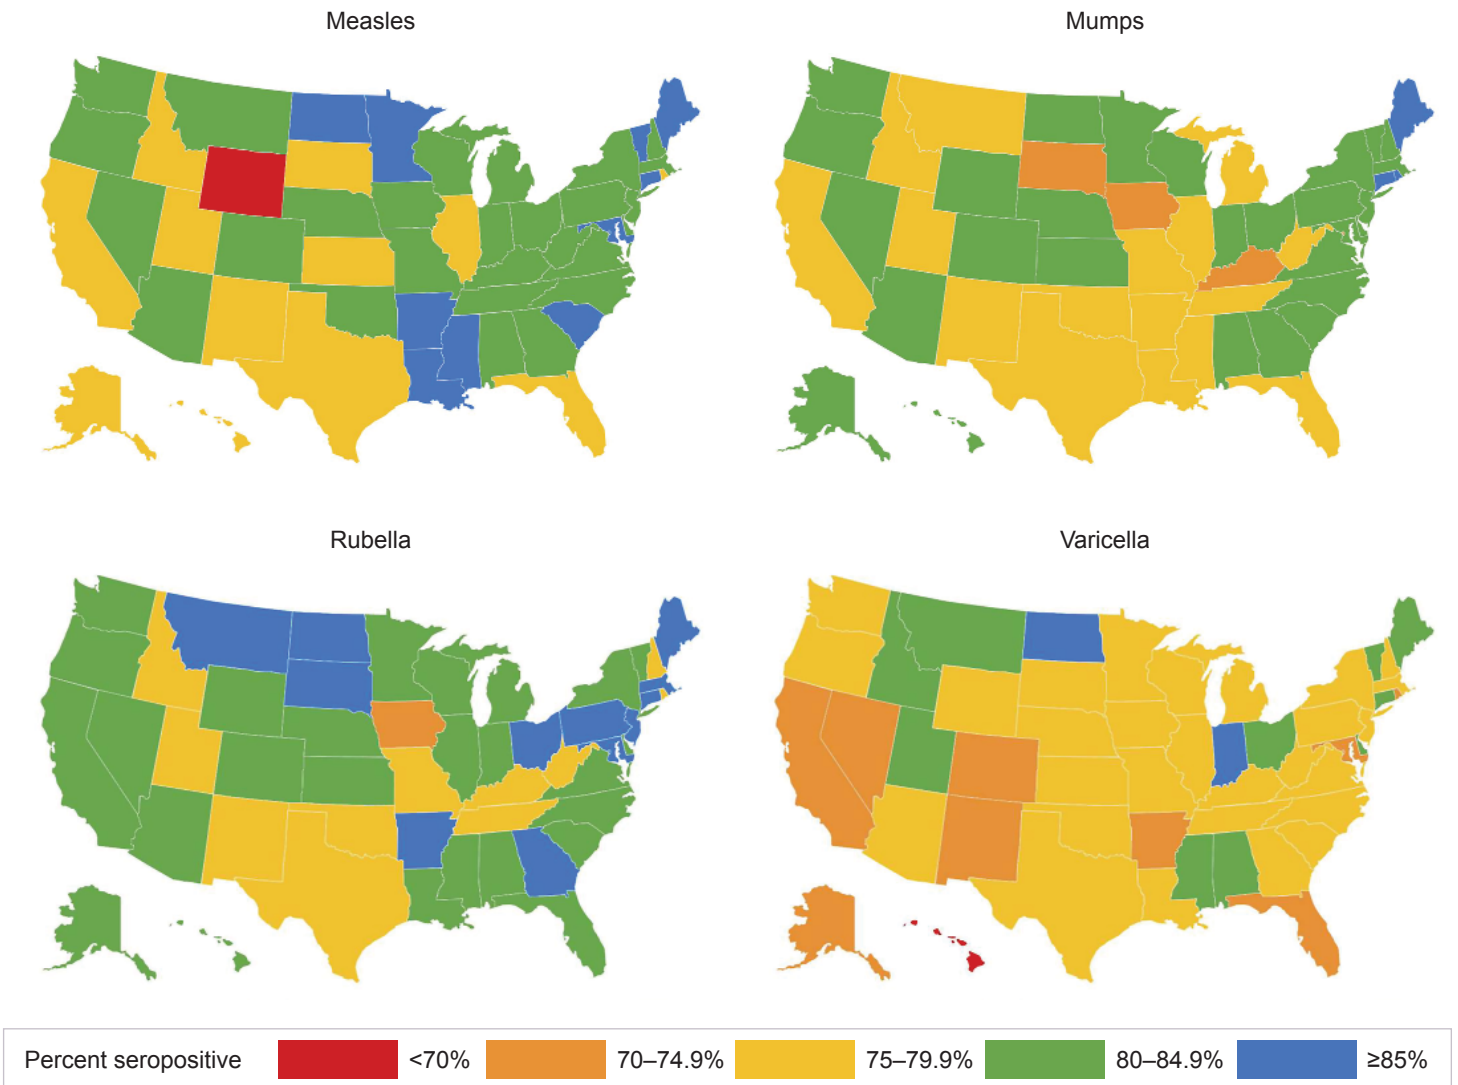 Measles
Mumps
Rubella
Varicella
Percent seropositive <70% 70–74.9% 75–79.9% 80–84.9% ≥85%